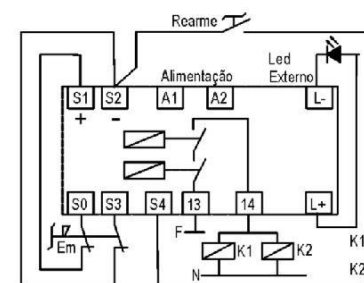 Rearme
Alimentação
Led
Externo
S1 S2 A1 A2 L-
+ -
S0 S3 S4 13 14 L+
Em
F
K1 K2
N
K1
K2